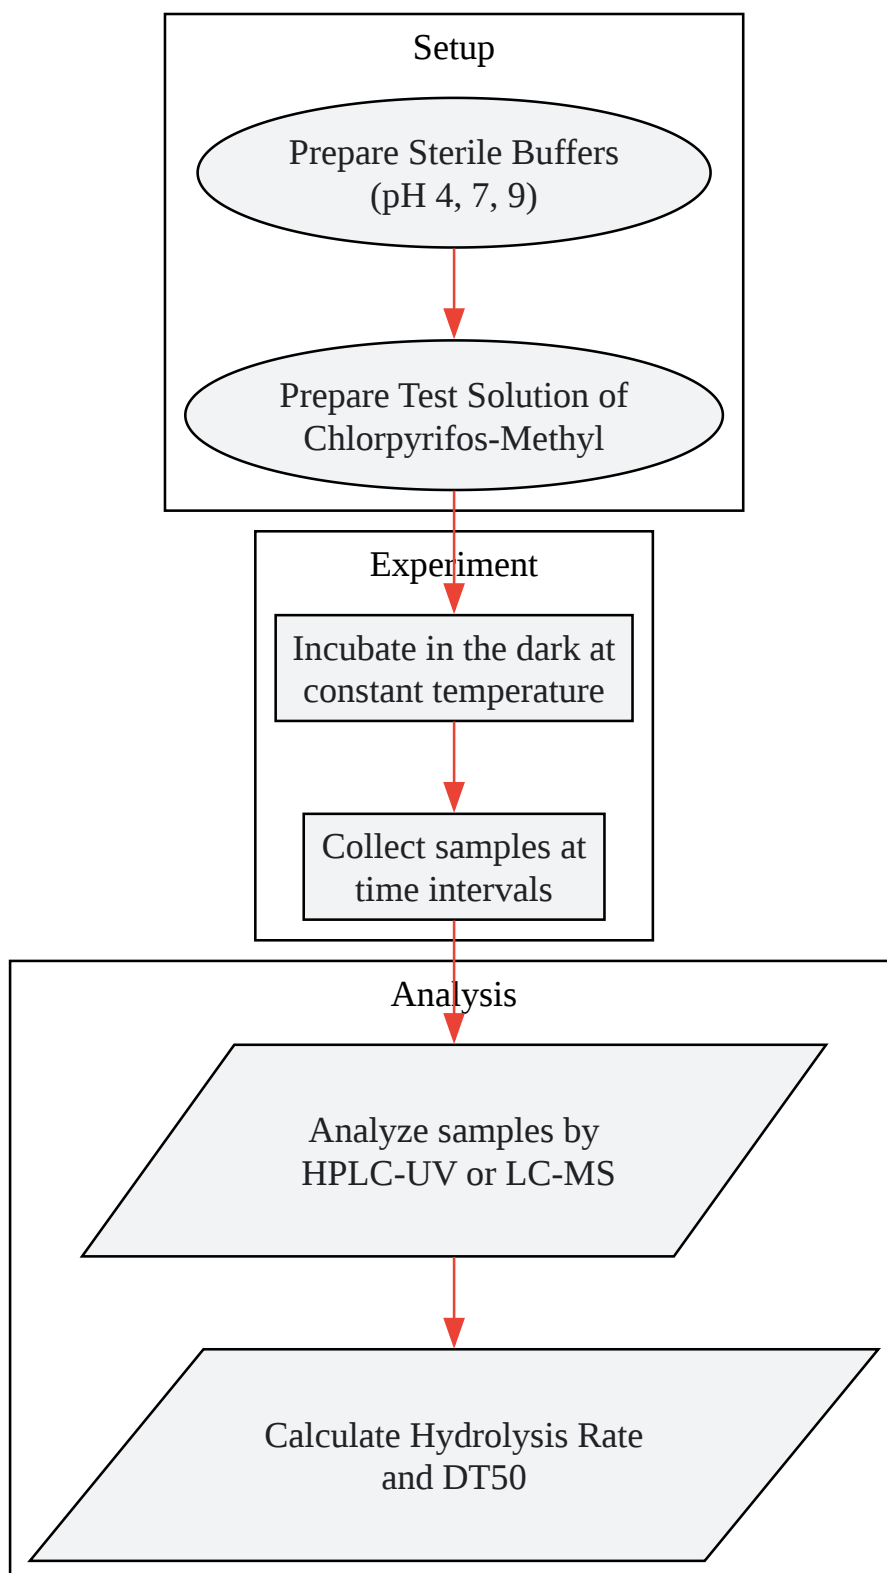 Setup
Prepare Sterile Buffers
(pH 4, 7, 9)
Prepare Test Solution of
Chlorpyrifos-Methyl
Experiment
Incubate in the dark at
constant temperature
Collect samples at
time intervals
Analysis
Analyze samples by
HPLC-UV or LC-MS
Calculate Hydrolysis Rate
and DT50